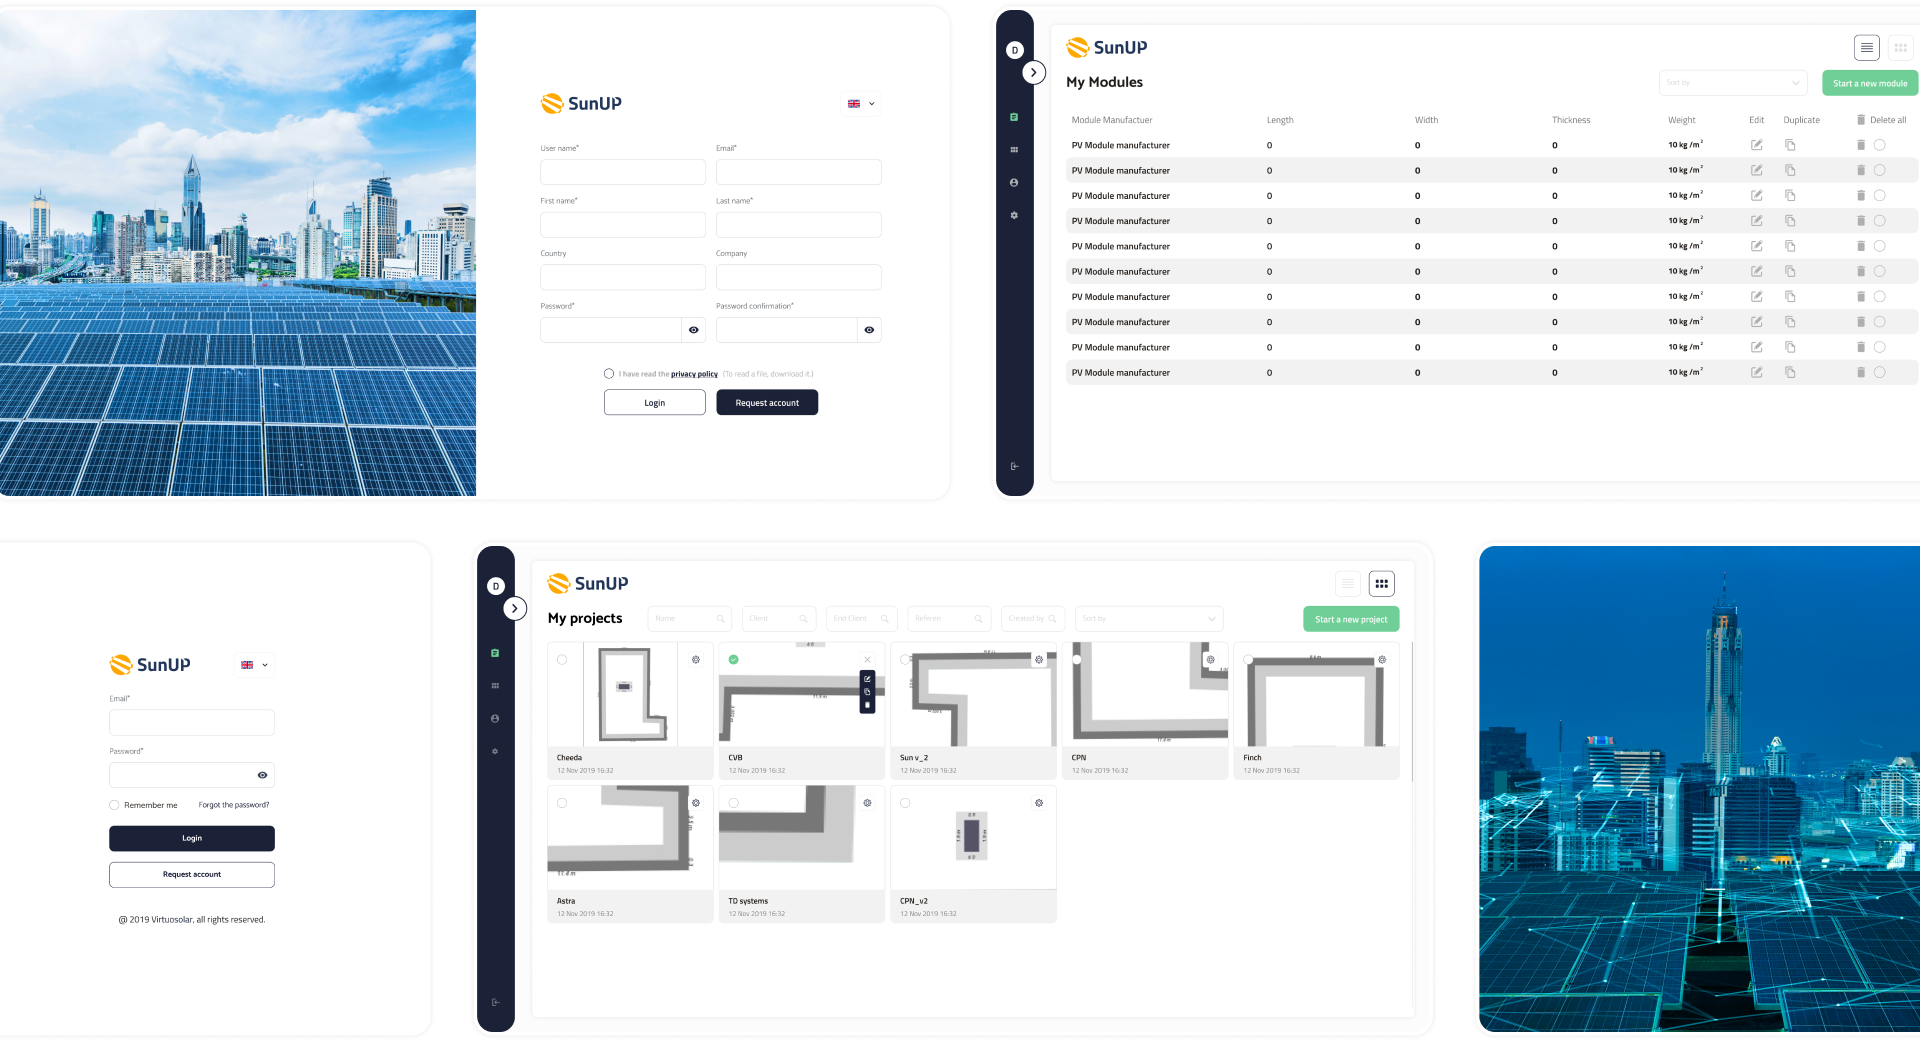 SunUP
User name*
Email*
First name*
Last name*
Country
Company
Password*
Password confirmation*
I have read the privacy policy (To read a file, download it.)
Login
Request account
D
SunUP
My Modules
Sort by
Start a new module
Module Manufactuer Length Width Thickness Weight Edit Duplicate Delete all
PV Module manufacturer 0 0 0 10 kg /m²
PV Module manufacturer 0 0 0 10 kg /m²
PV Module manufacturer 0 0 0 10 kg /m²
PV Module manufacturer 0 0 0 10 kg /m²
PV Module manufacturer 0 0 0 10 kg /m²
PV Module manufacturer 0 0 0 10 kg /m²
PV Module manufacturer 0 0 0 10 kg /m²
PV Module manufacturer 0 0 0 10 kg /m²
PV Module manufacturer 0 0 0 10 kg /m²
PV Module manufacturer 0 0 0 10 kg /m²
SunUP
Email*
Password*
Remember me
Forgot the password?
Login
Request account
@ 2019 Virtuosolar, all rights reserved.
D
SunUP
My projects
Name
Client
End Client
Referen
Created by
Sort by
Start a new project
11.9 m
17.4 m
Cheeda
12 Nov 2019 16:32
CVB
12 Nov 2019 16:32
Sun v_2
12 Nov 2019 16:32
CPN
12 Nov 2019 16:32
Finch
12 Nov 2019 16:32
11.4 m
Astra
12 Nov 2019 16:32
TD systems
12 Nov 2019 16:32
CPN_v2
12 Nov 2019 16:32